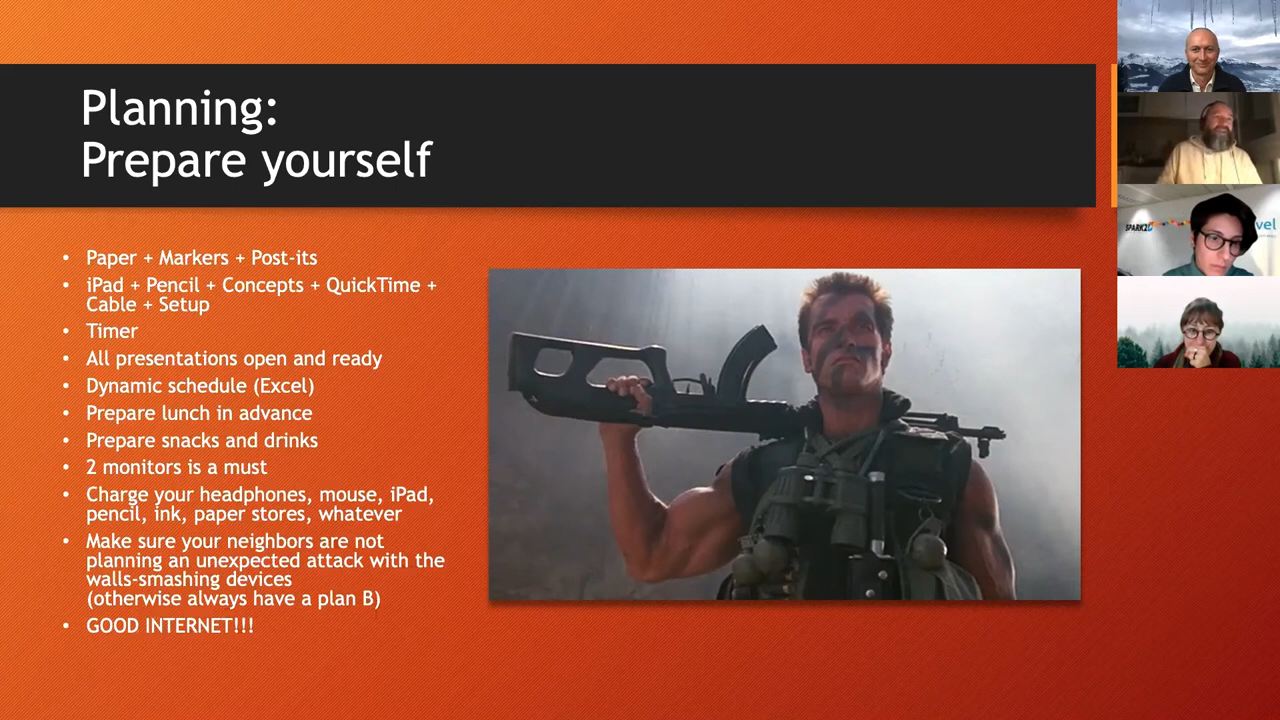 Planning:
Prepare yourself
• Paper + Markers + Post-its
• iPad + Pencil + Concepts + QuickTime +
Cable + Setup
• Timer
• All presentations open and ready
• Dynamic schedule (Excel)
• Prepare lunch in advance
• Prepare snacks and drinks
• 2 monitors is a must
• Charge your headphones, mouse, iPad,
pencil, ink, paper stores, whatever
• Make sure your neighbors are not
planning an unexpected attack with the
walls-smashing devices
(otherwise always have a plan B)
• GOOD INTERNET!!!
vel